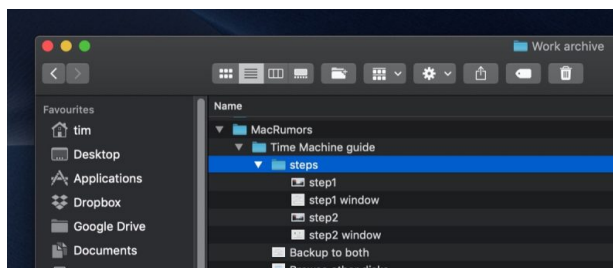 Work archive
Favourites
tim
Desktop
Applications
Dropbox
Google Drive
Documents
Name
MacRumors
Time Machine guide
steps
step1
step1 window
step2
step2 window
Backup to both